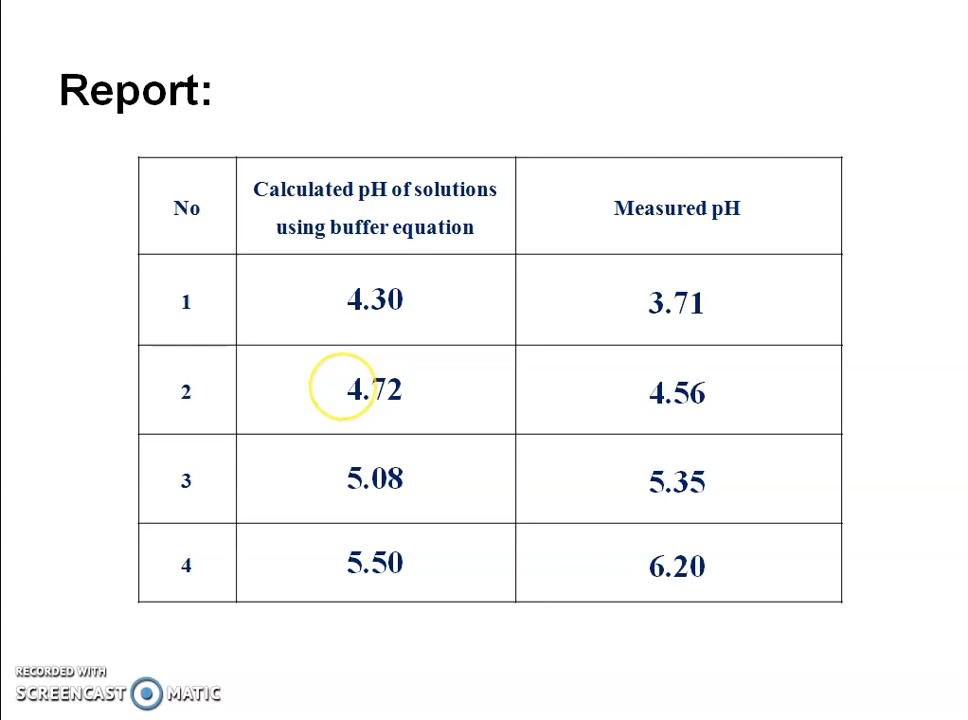 Report:
No
Calculated pH of solutions
using buffer equation
Measured pH
1
4.30
3.71
2
4.72
4.56
3
5.08
5.35
4
5.50
6.20
RECORDED WITH
SCREENCAST MATIC